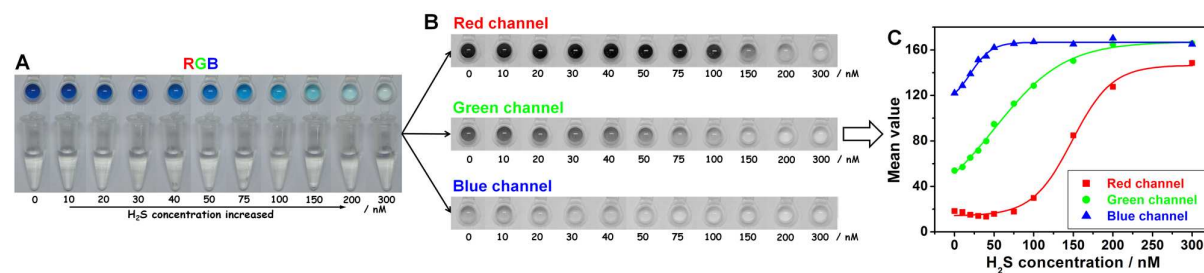 A
RGB
0 10 20 30 40 50 75 100 150 200 300
/ nM
H₂S concentration increased
B
Red channel
0 10 20 30 40 50 75 100 150 200 300 / nM
Green channel
0 10 20 30 40 50 75 100 150 200 300 / nM
Blue channel
0 10 20 30 40 50 75 100 150 200 300 / nM
C
Mean value
160
120
80
40
0
Red channel
Green channel
Blue channel
0 50 100 150 200 250 300
H₂S concentration / nM